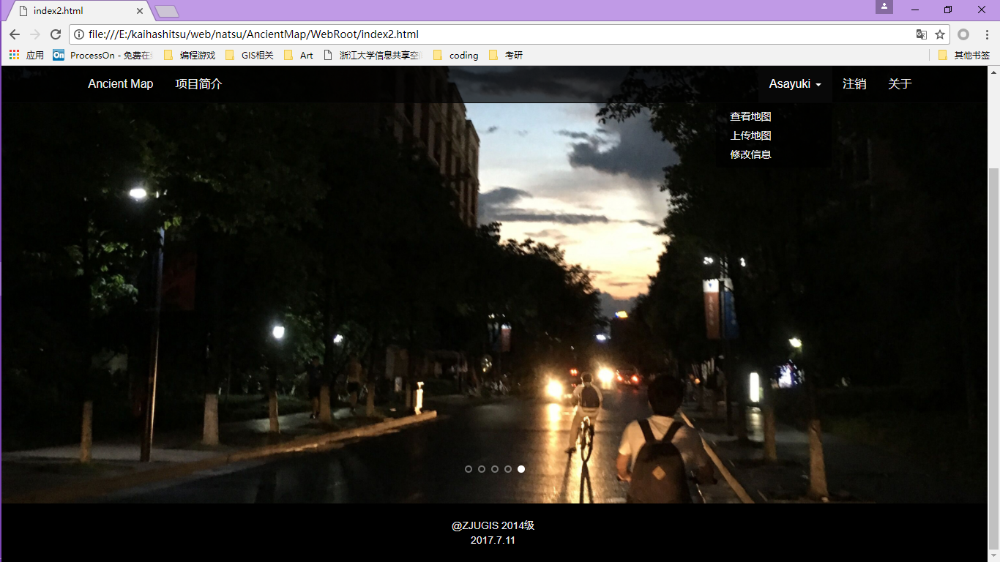 index2.html
file:///E:/kaihashitsu/web/natsu/AncientMap/WebRoot/index2.html
应用 On ProcessOn - 免费在 编程游戏 GIS相关 Art 浙江大学信息共享空 coding 考研 其他书签
Ancient Map 项目简介 Asayuki 注销 关于
查看地图
上传地图
修改信息
@ZJUGIS 2014级
2017.7.11